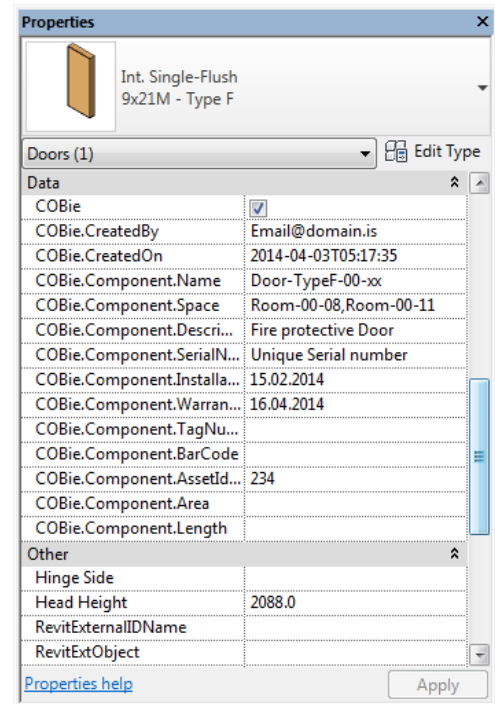 Properties
Int. Single-Flush
9x21M - Type F
Doors (1) Edit Type
Data
COBie
COBie.CreatedBy Email@domain.is
COBie.CreatedOn 2014-04-03T05:17:35
COBie.Component.Name Door-TypeF-00-xx
COBie.Component.Space Room-00-08,Room-00-11
COBie.Component.Descri... Fire protective Door
COBie.Component.SerialN... Unique Serial number
COBie.Component.Installa... 15.02.2014
COBie.Component.Warran... 16.04.2014
COBie.Component.TagNu...
COBie.Component.BarCode
COBie.Component.AssetId... 234
COBie.Component.Area
COBie.Component.Length
Other
Hinge Side
Head Height 2088.0
RevitExternalIDName
RevitExtObject
Properties help Apply